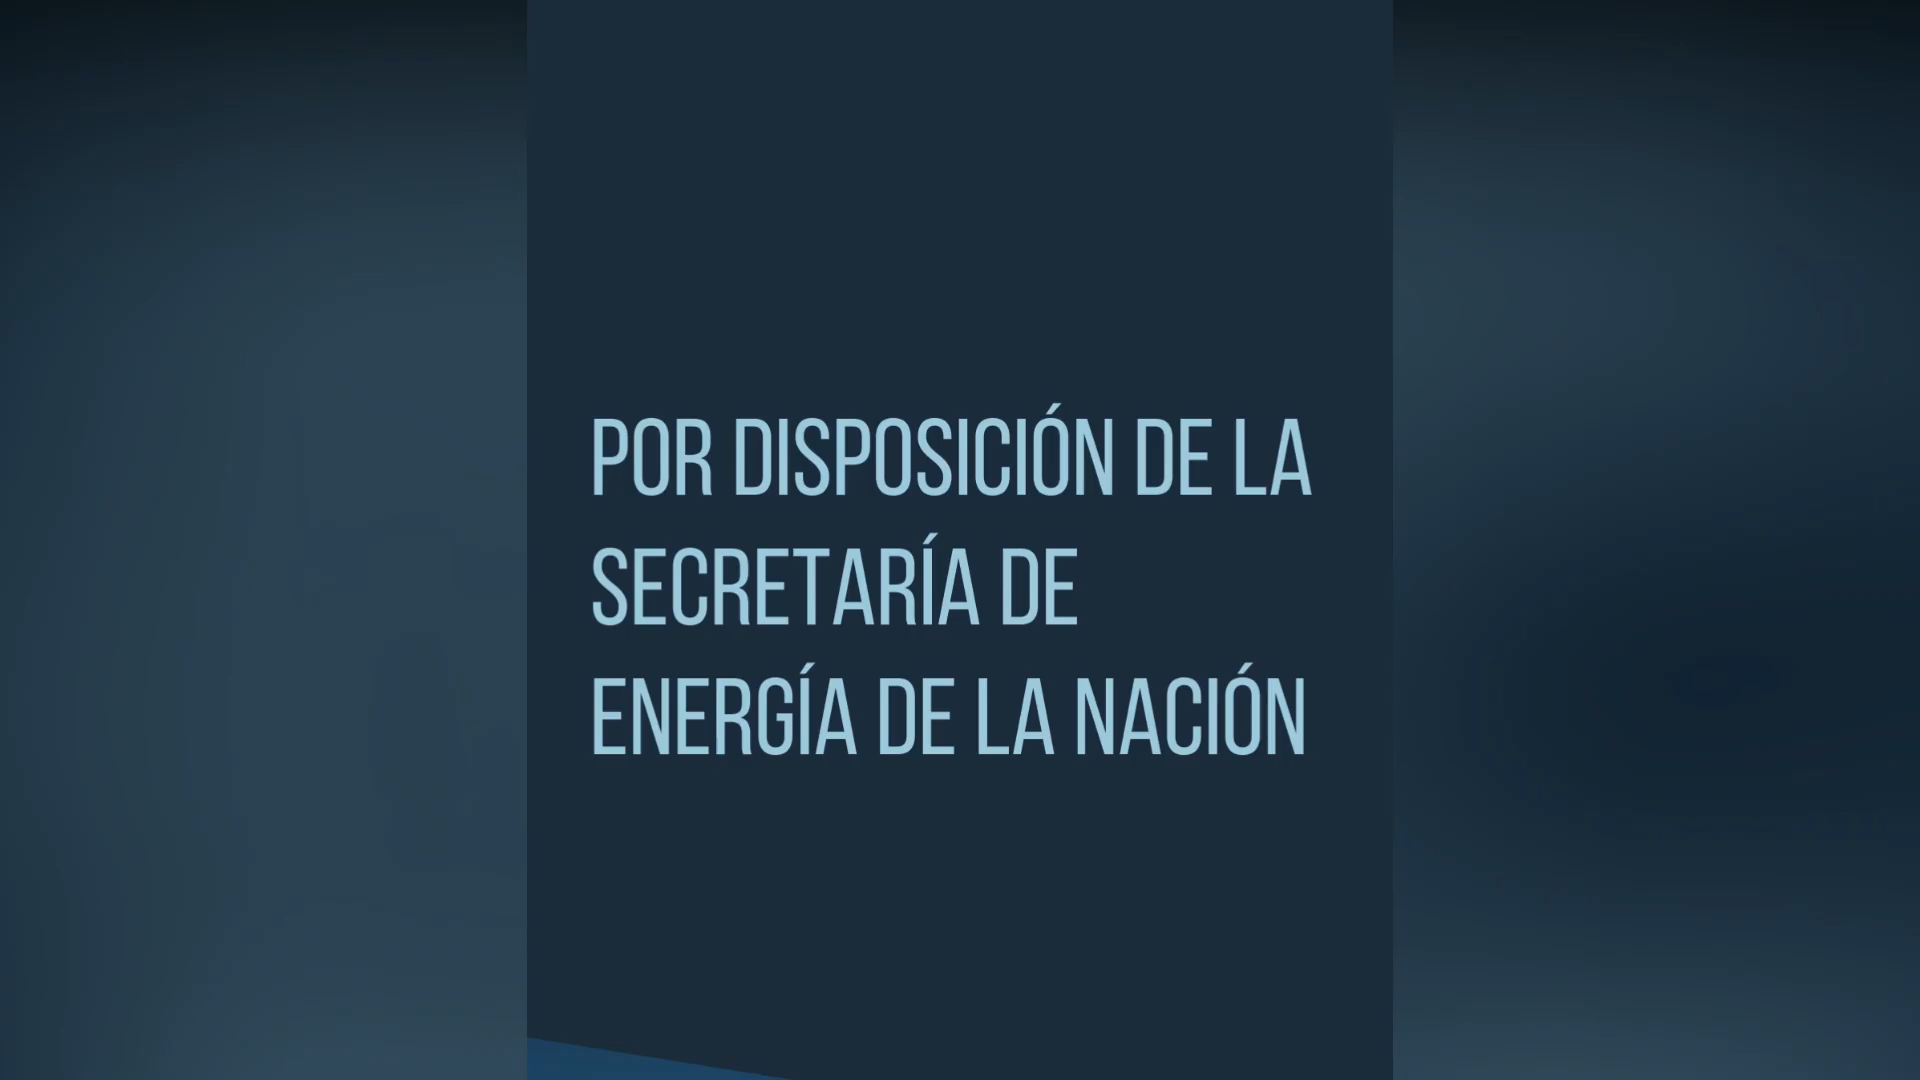 POR DISPOSICIÓN DE LA
SECRETARÍA DE
ENERGÍA DE LA NACIÓN